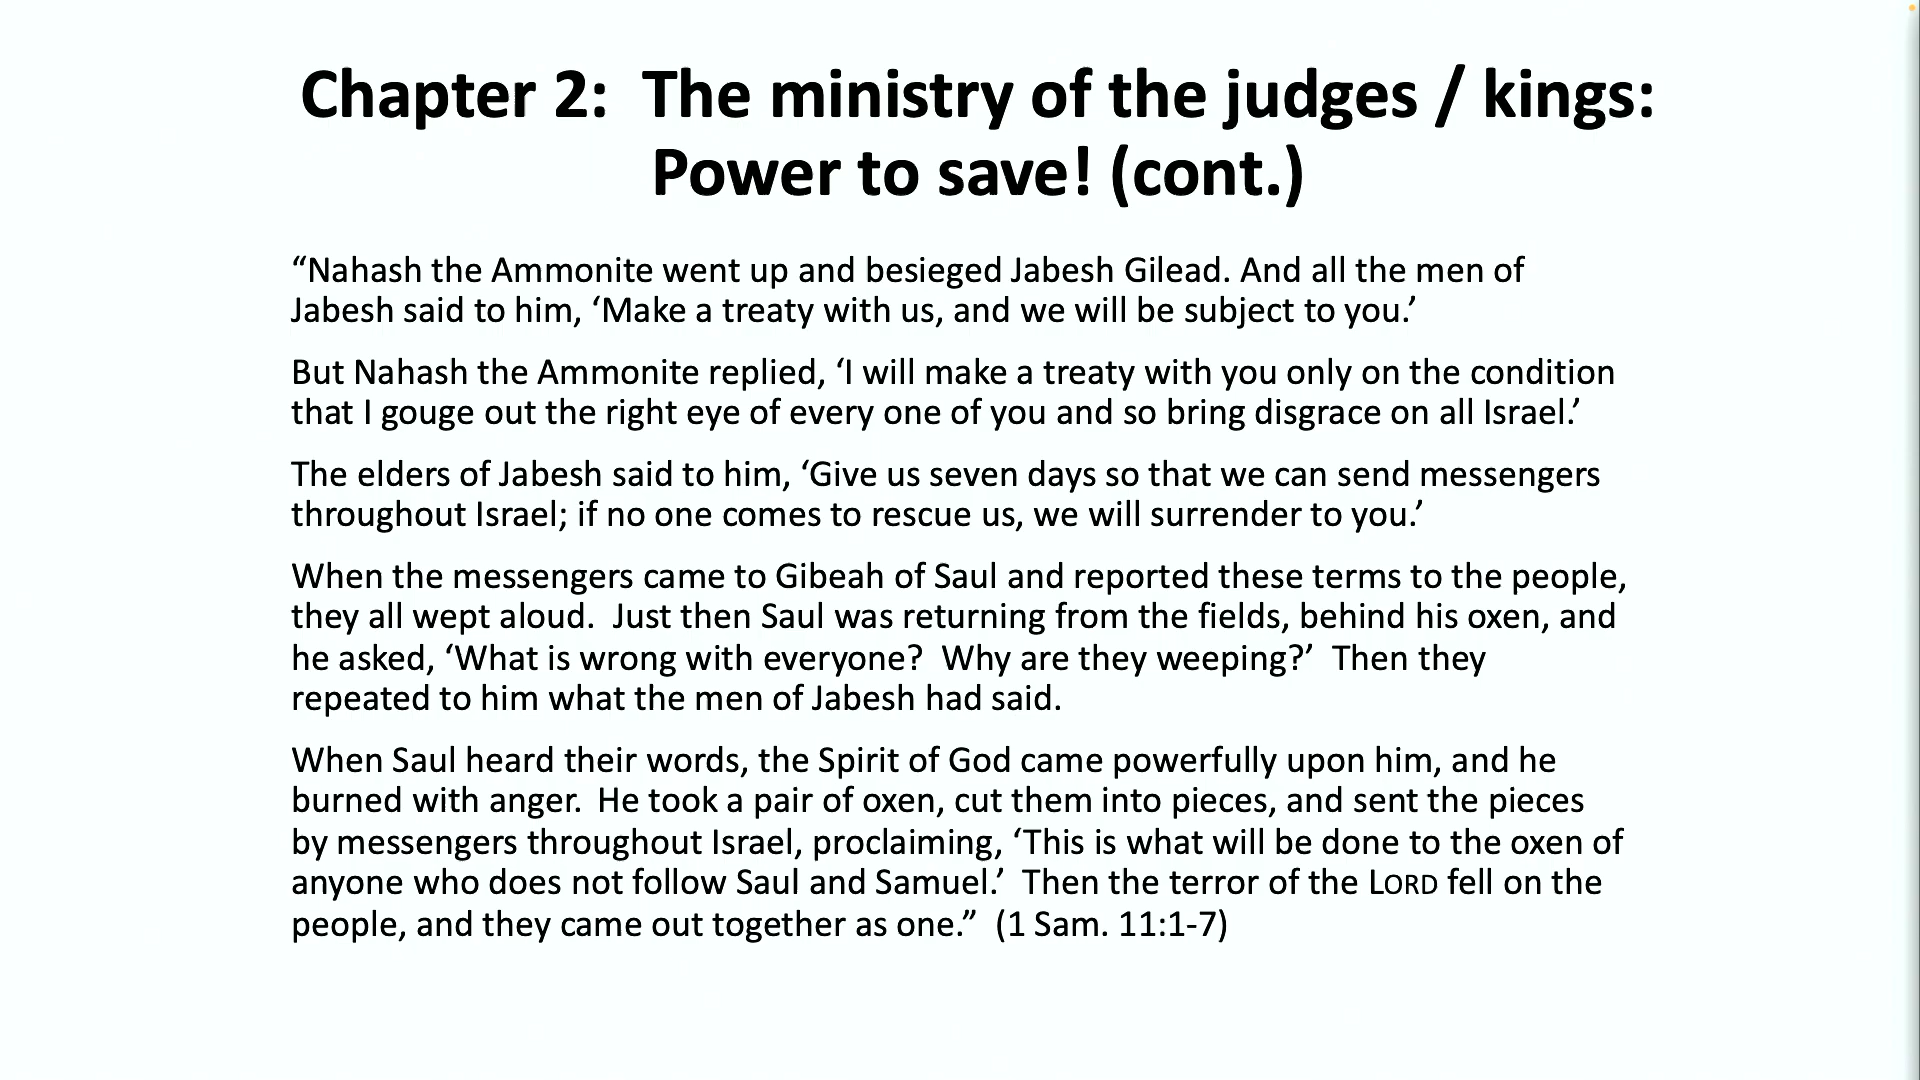 Chapter 2:  The ministry of the judges / kings:
Power to save! (cont.)
“Nahash the Ammonite went up and besieged Jabesh Gilead. And all the men of
Jabesh said to him, ‘Make a treaty with us, and we will be subject to you.’
But Nahash the Ammonite replied, ‘I will make a treaty with you only on the condition
that I gouge out the right eye of every one of you and so bring disgrace on all Israel.’
The elders of Jabesh said to him, ‘Give us seven days so that we can send messengers
throughout Israel; if no one comes to rescue us, we will surrender to you.’
When the messengers came to Gibeah of Saul and reported these terms to the people,
they all wept aloud.  Just then Saul was returning from the fields, behind his oxen, and
he asked, ‘What is wrong with everyone?  Why are they weeping?’  Then they
repeated to him what the men of Jabesh had said.
When Saul heard their words, the Spirit of God came powerfully upon him, and he
burned with anger.  He took a pair of oxen, cut them into pieces, and sent the pieces
by messengers throughout Israel, proclaiming, ‘This is what will be done to the oxen of
anyone who does not follow Saul and Samuel.’  Then the terror of the LORD fell on the
people, and they came out together as one.”  (1 Sam. 11:1-7)